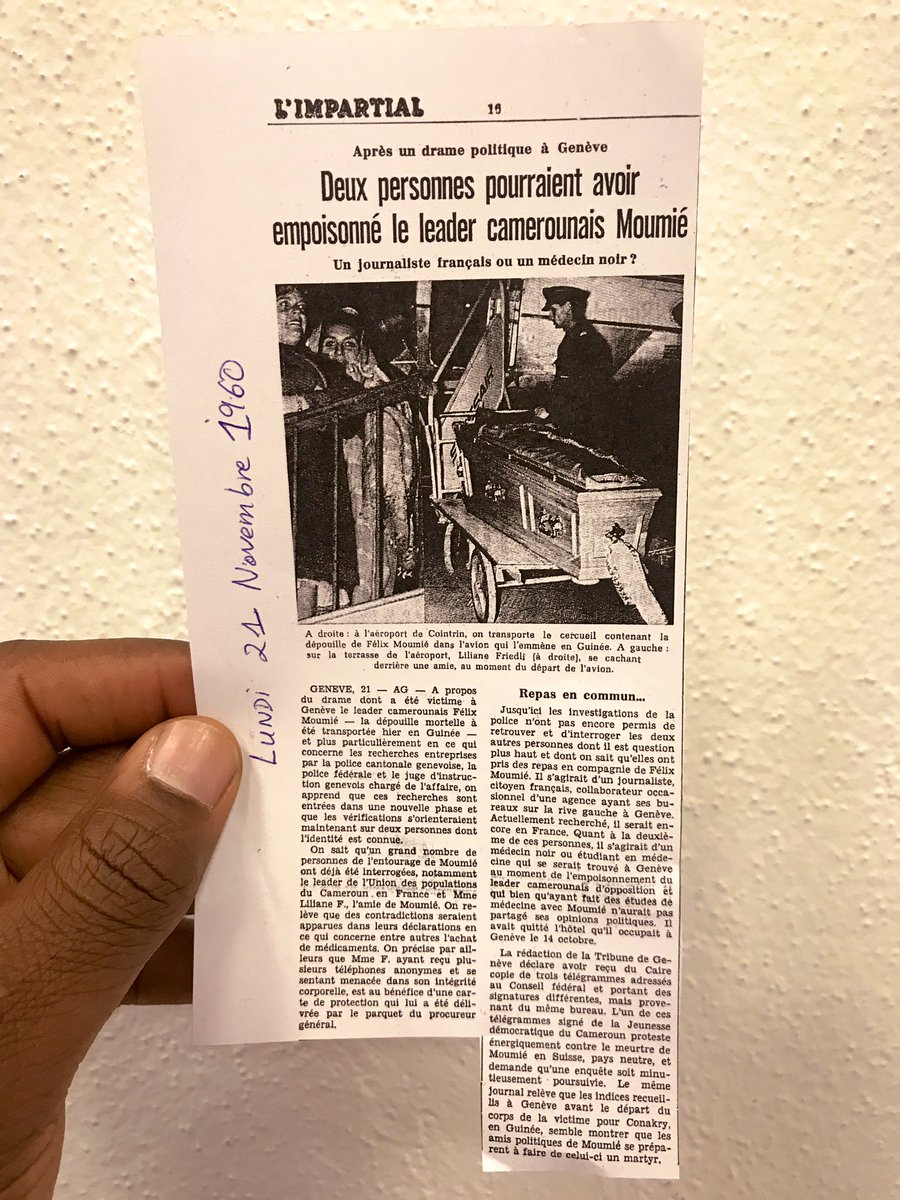 L'IMPARTIAL 16
Après un drame politique à Genève
Deux personnes pourraient avoir
empoisonné le leader camerounais Moumié
Un journaliste français ou un médecin noir ?
LUNDI 21 Novembre 1960
A droite : à l'aéroport de Cointrin, on transporte le cercueil contenant la
dépouille de Félix Moumié dans l'avion qui l'emmène en Guinée. A gauche :
sur la terrasse de l'aéroport, Liliane Friedli (à droite), se cachant
derrière une amie, au moment du départ de l'avion.
GENEVE, 21 — AG — A propos
du drame dont a été victime à
Genève le leader camerounais Félix
Moumié — la dépouille mortelle à
été transportée hier en Guinée —
et plus particulièrement en ce qui
concerne les recherches entreprises
par la police cantonale genevoise, la
police fédérale et le juge d'instruc-
tion genevois chargé de l'affaire, on
apprend que ces recherches sont
entrées dans une nouvelle phase et
que les vérifications s'orienteraient
maintenant sur deux personnes dont
l'identité est connue.
On sait qu'un grand nombre de
personnes de l'entourage de Moumié
ont déjà été interrogées, notamment
le leader de l'Union des populations
du Cameroun en France et Mme
Liliane F., l'amie de Moumié. On re-
lève que des contradictions seraient
apparues dans leurs déclarations en
ce qui concerne entre autres l'achat
de médicaments. On précise par ail-
leurs que Mme F. ayant reçu plu-
sieurs téléphones anonymes et se
sentant menacée dans son intégrité
corporelle, est au bénéfice d'une car-
te de protection qui lui a été déli-
vrée par le parquet du procureur
général.
Repas en commun...
Jusqu'ici les investigations de la
police n'ont pas encore permis de
retrouver et d'interroger les deux
autres personnes dont il est question
plus haut et dont on sait qu'elles ont
pris des repas en compagnie de Félix
Moumié. Il s'agirait d'un journaliste,
citoyen français, collaborateur occa-
sionnel d'une agence ayant ses bu-
reaux sur la rive gauche à Genève.
Actuellement recherché, il serait en-
core en France. Quant à la deuxiè-
me de ces personnes, il s'agirait d'un
médecin noir ou étudiant en méde-
cine qui se serait trouvé à Genève
au moment de l'empoisonnement du
leader camerounais d'opposition et
qui bien qu'ayant fait des études de
médecine avec Moumié n'aurait pas
partagé ses opinions politiques. Il
avait quitté l'hôtel qu'il occupait à
Genève le 14 octobre.
La rédaction de la Tribune de Ge-
nève déclare avoir reçu du Caire
copie de trois télégrammes adressés
au Conseil fédéral et portant des
signatures différentes, mais prove-
nant du même bureau. L'un de ces
télégrammes signé de la Jeunesse
démocratique du Cameroun proteste
énergiquement contre le meurtre de
Moumié en Suisse, pays neutre, et
demande qu'une enquête soit minu-
tieusement poursuivie. Le même
journal relève que les indices recueil-
lis à Genève avant le départ du
corps de la victime pour Conakry,
en Guinée, semble montrer que les
amis politiques de Moumié se prépa-
rent à faire de celui-ci un martyr.